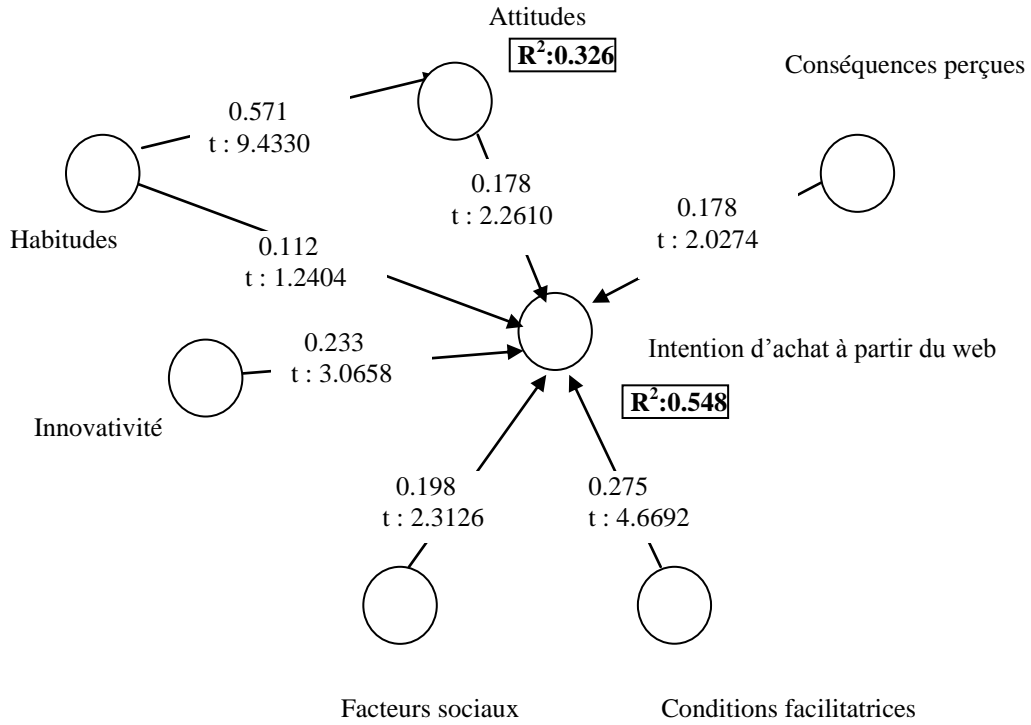 Attitudes
R²:0.326
Conséquences perçues
0.571
t : 9.4330
0.178
t : 2.2610
0.178
t : 2.0274
Habitudes
0.112
t : 1.2404
0.233
t : 3.0658
Intention d’achat à partir du web
R²:0.548
Innovativité
0.198
t : 2.3126
0.275
t : 4.6692
Facteurs sociaux
Conditions facilitatrices